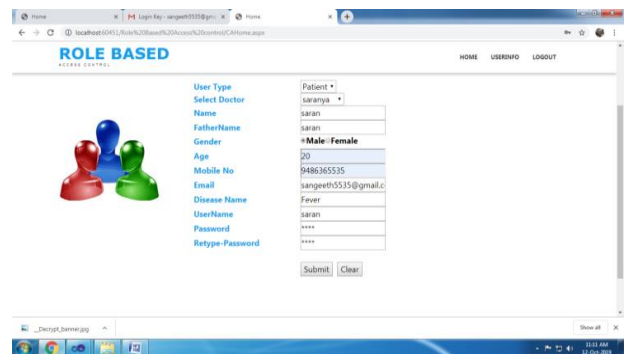 Home
M Login Key - sangeeth5535@gm
Home
localhost:60451/Role%20Based%20Access%20control/CAHome.aspx
ROLE BASED
ACCESS CONTROL
HOME USERINFO LOGOUT
User Type Patient
Select Doctor saranya
Name saran
FatherName saran
Gender Male Female
Age 20
Mobile No 9486365535
Email sangeeth5535@gmail.c
Disease Name Fever
UserName saran
Password ****
Retype-Password ****
Submit Clear
_Decrypt_banner.jpg
Show all
11:11 AM
12-Oct-2018